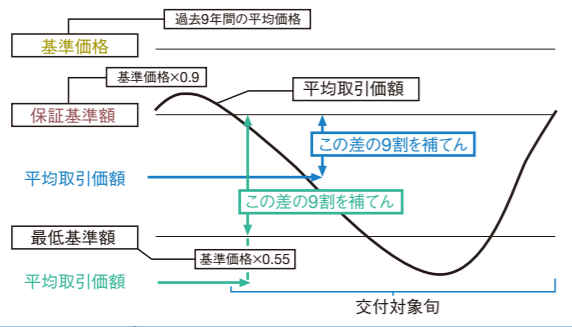 過去9年間の平均価格
基準価格
基準価格×0.9
平均取引価額
保証基準額
この差の9割を補てん
平均取引価額
この差の9割を補てん
最低基準額
基準価格×0.55
平均取引価額
交付対象旬